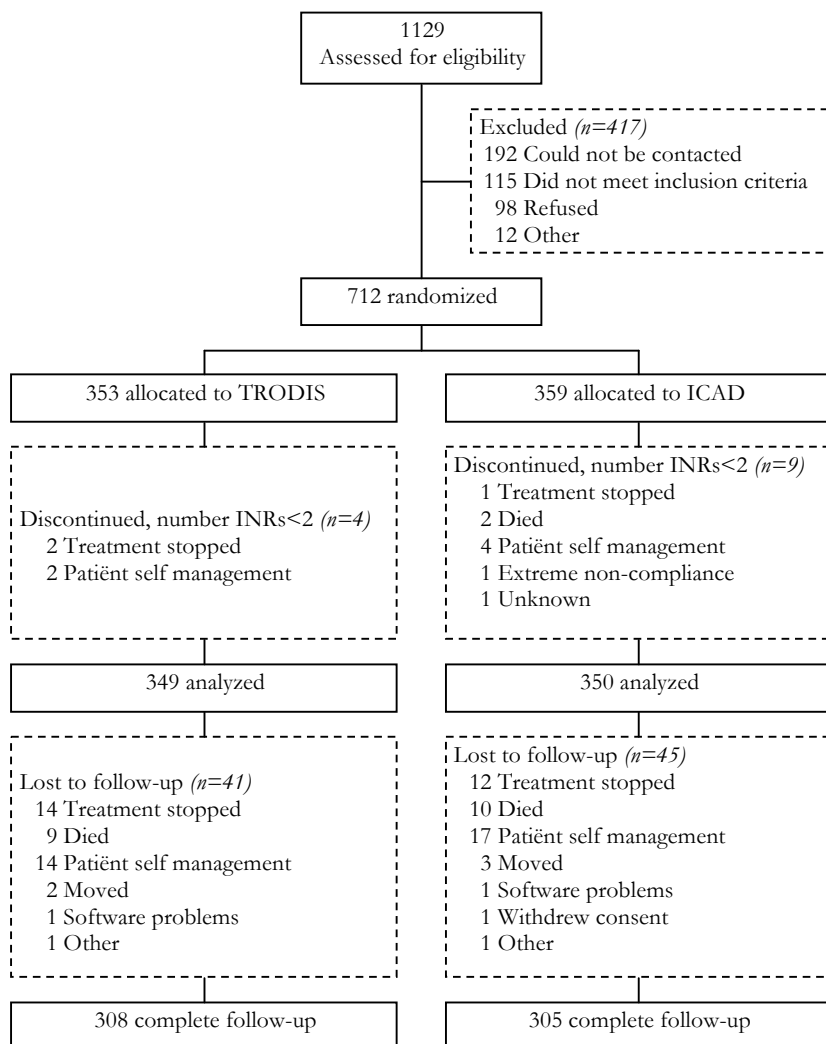 1129
Assessed for eligibility
Excluded (n=417)
192 Could not be contacted
115 Did not meet inclusion criteria
98 Refused
12 Other
712 randomized
353 allocated to TRODIS
359 allocated to ICAD
Discontinued, number INRs<2 (n=4)
2 Treatment stopped
2 Patiënt self management
Discontinued, number INRs<2 (n=9)
1 Treatment stopped
2 Died
4 Patiënt self management
1 Extreme non-compliance
1 Unknown
349 analyzed
350 analyzed
Lost to follow-up (n=41)
14 Treatment stopped
9 Died
14 Patiënt self management
2 Moved
1 Software problems
1 Other
Lost to follow-up (n=45)
12 Treatment stopped
10 Died
17 Patiënt self management
3 Moved
1 Software problems
1 Withdrew consent
1 Other
308 complete follow-up
305 complete follow-up